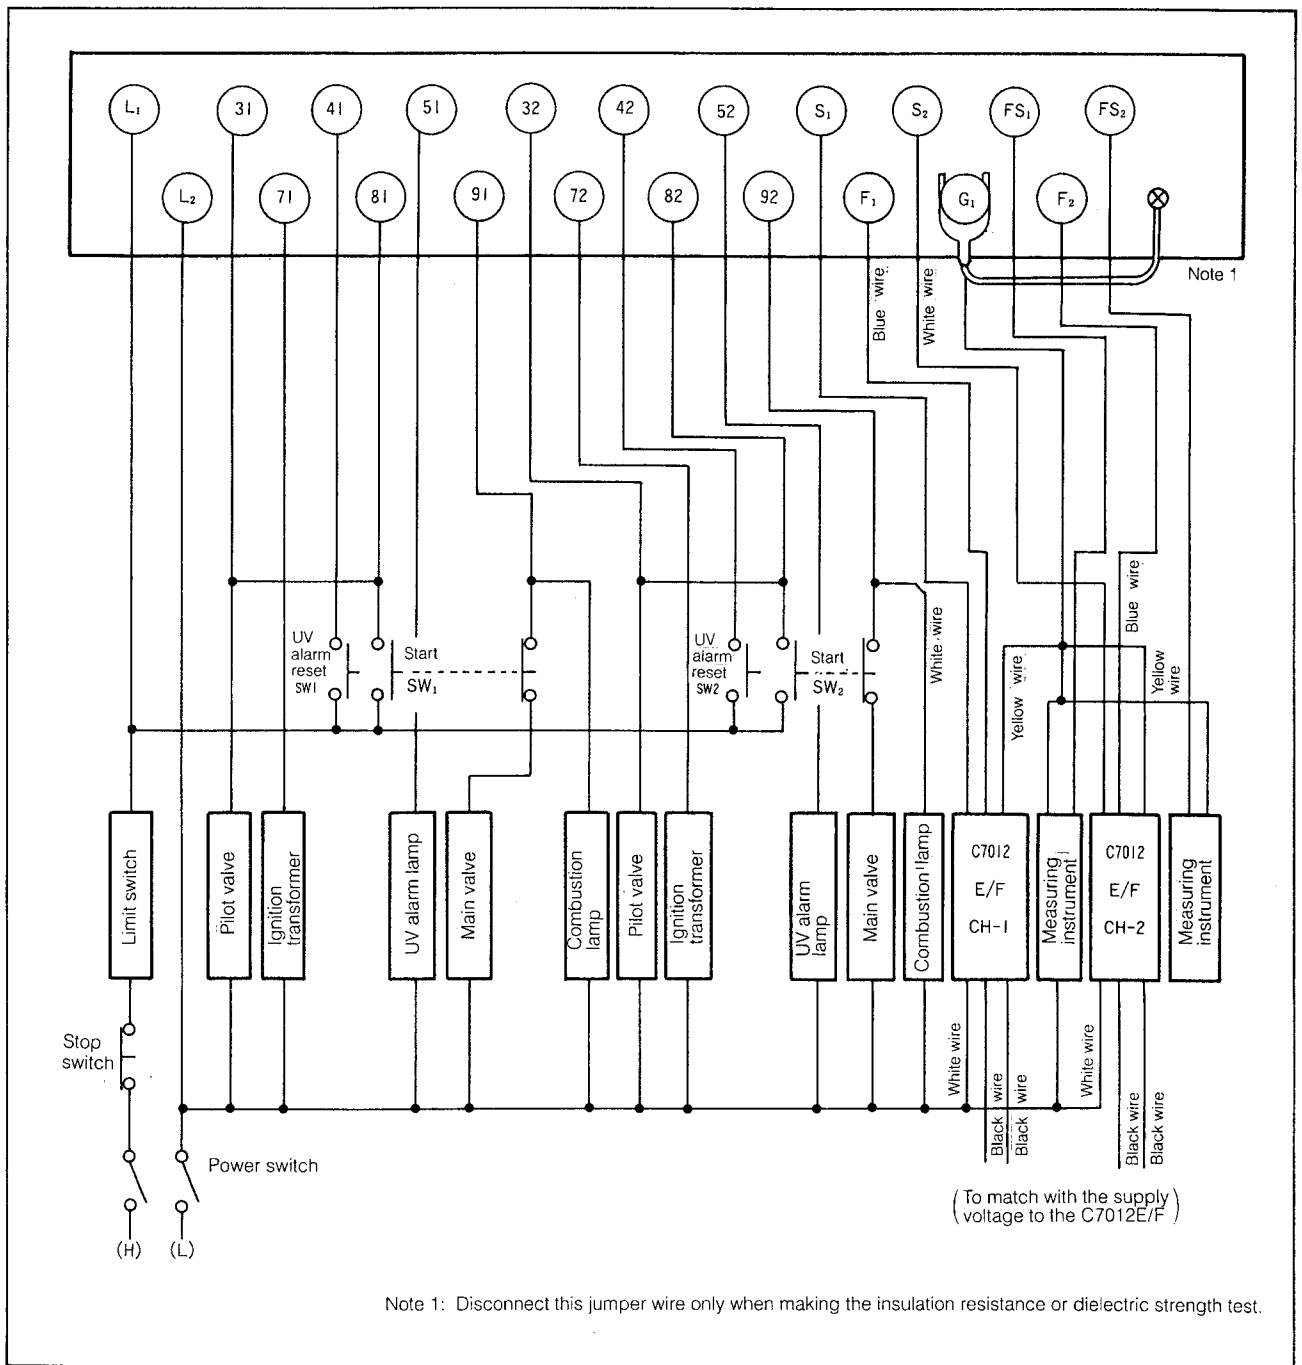 L₁ 31 41 51 32 42 52 S₁ S₂ FS₁ FS₂
L₂ 71 81 91 72 82 92 F₁ G₁ F₂
Note 1
Blue wire
White wire
UV
alarm
reset
SW1
Start
SW₁
UV
alarm
reset
SW2
Start
SW₂
White wire
Yellow wire
Blue wire
Yellow
wire
Limit switch
Pilot valve
Ignition
transformer
UV alarm lamp
Main valve
Combustion
lamp
Pilot valve
Ignition
transformer
UV alarm
lamp
Main valve
Combustion lamp
C7012
E/F
CH-1
Measuring
instrument
C7012
E/F
CH-2
Measuring
instrument
Stop
switch
White wire
Black wire
Black wire
White wire
Black wire
Black wire
Power switch
(H) (L)
(To match with the supply
voltage to the C7012E/F)
Note 1: Disconnect this jumper wire only when making the insulation resistance or dielectric strength test.